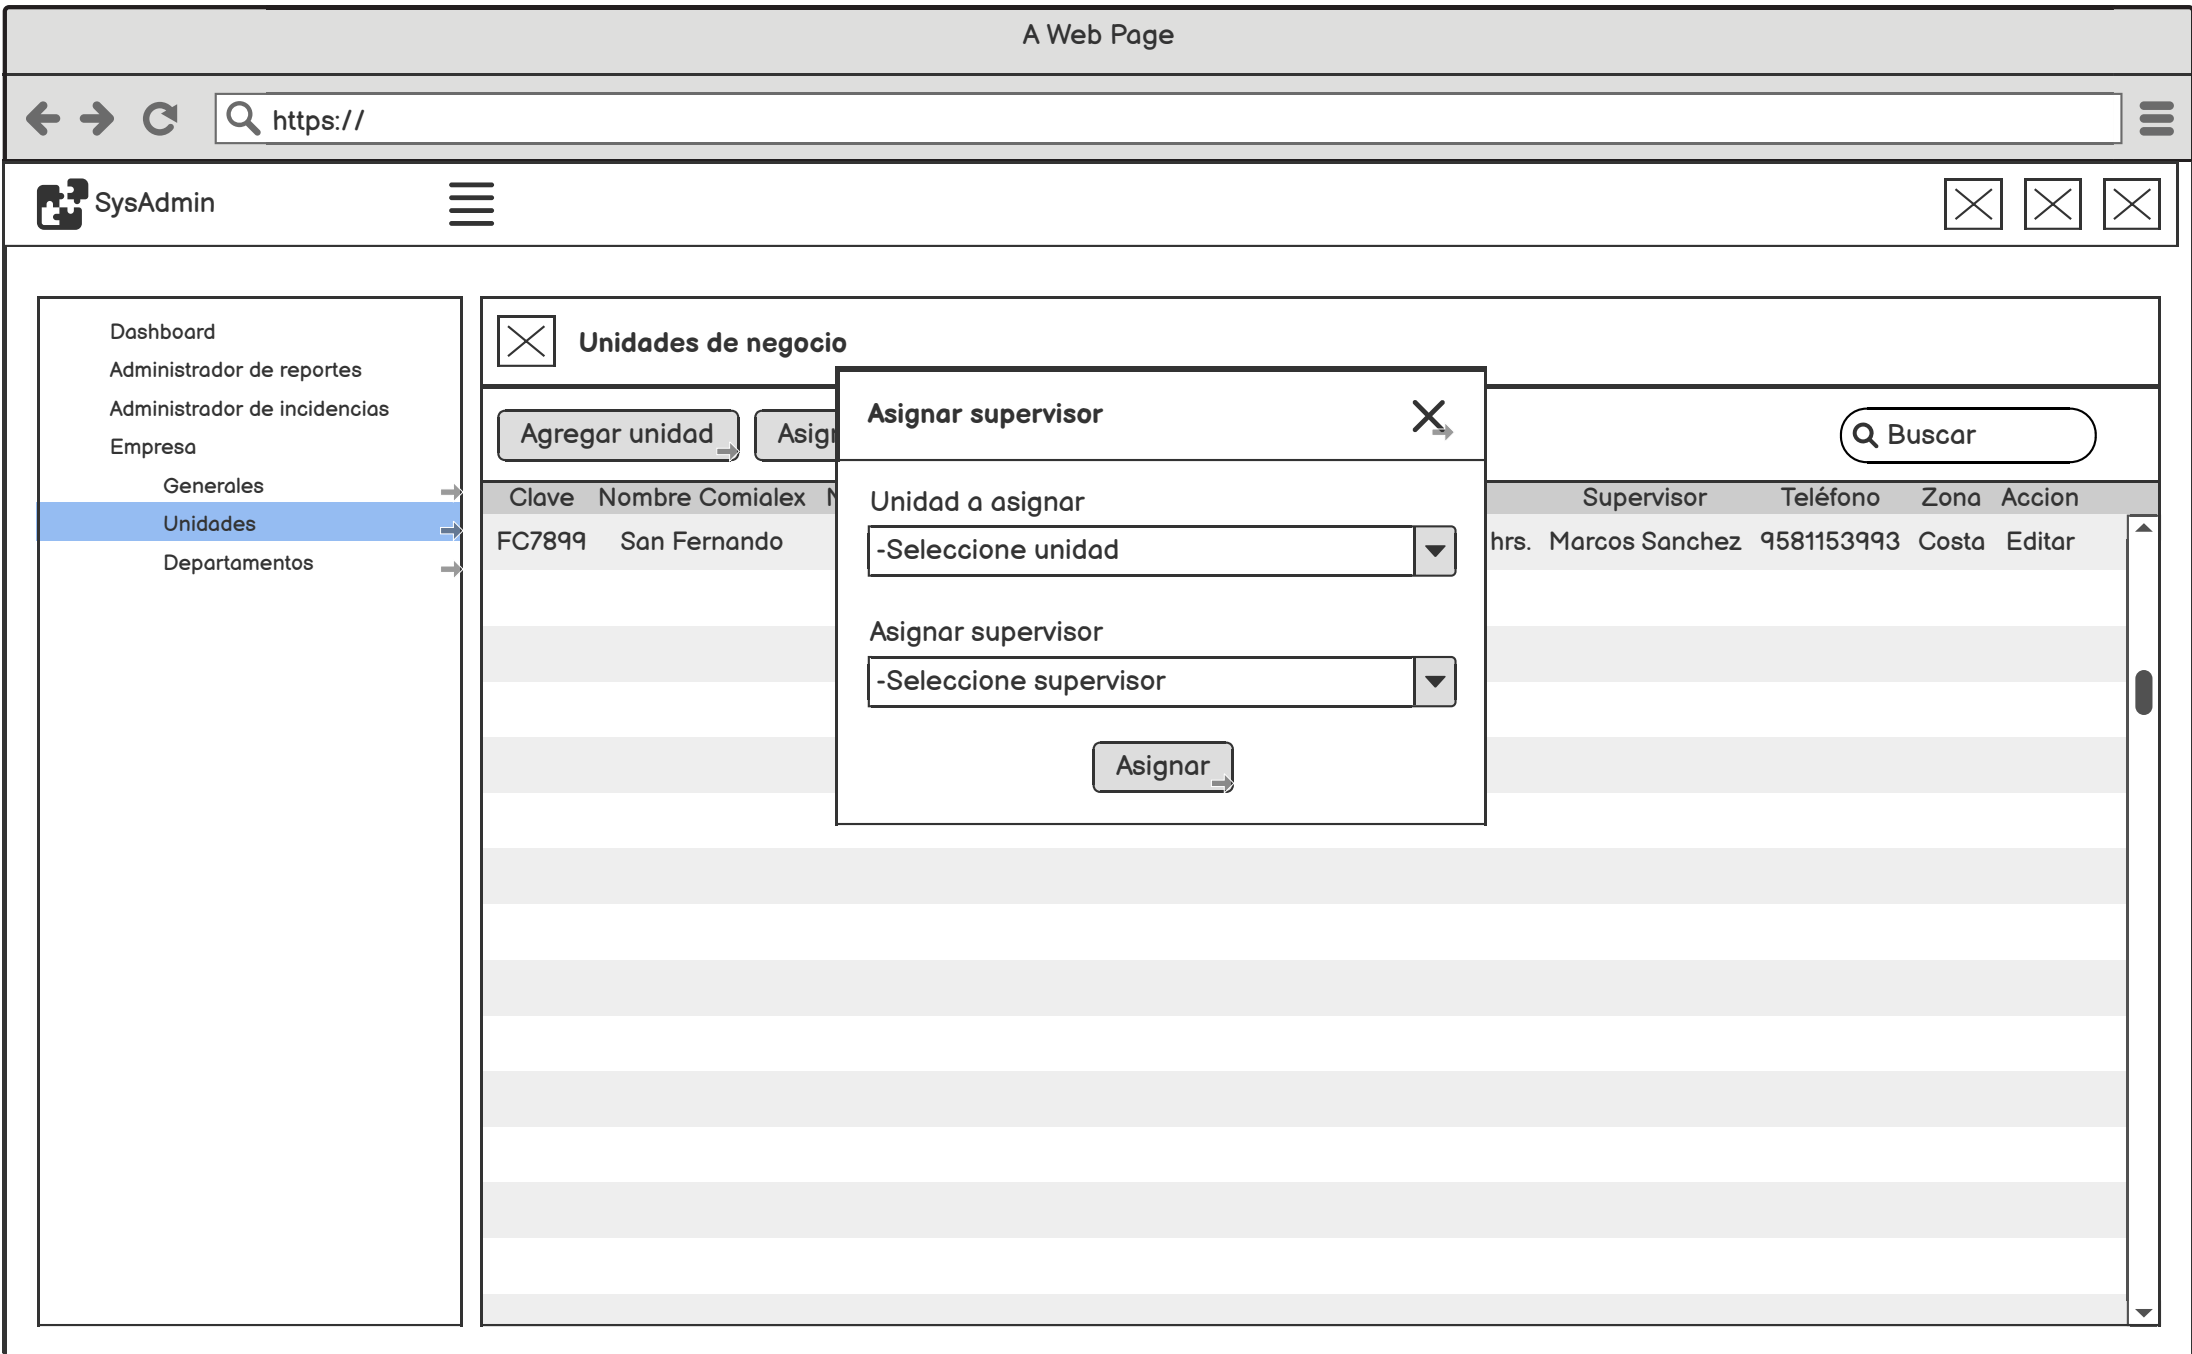 A Web Page
https://
SysAdmin
Dashboard
Administrador de reportes
Administrador de incidencias
Empresa
Generales
Unidades
Departamentos
Unidades de negocio
Agregar unidad
Buscar
Clave Nombre Comialex Supervisor Teléfono Zona Accion
FC7899 San Fernando hrs. Marcos Sanchez 9581153993 Costa Editar
Asignar supervisor
Unidad a asignar
-Seleccione unidad
Asignar supervisor
-Seleccione supervisor
Asignar